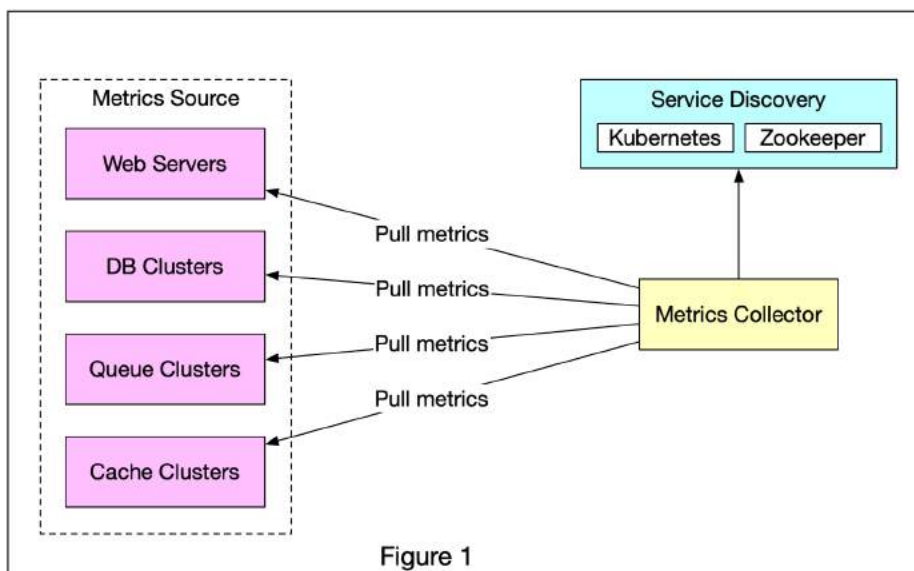 Metrics Source
Web Servers
DB Clusters
Queue Clusters
Cache Clusters
Pull metrics
Pull metrics
Pull metrics
Pull metrics
Service Discovery
Kubernetes
Zookeeper
Metrics Collector
Figure 1